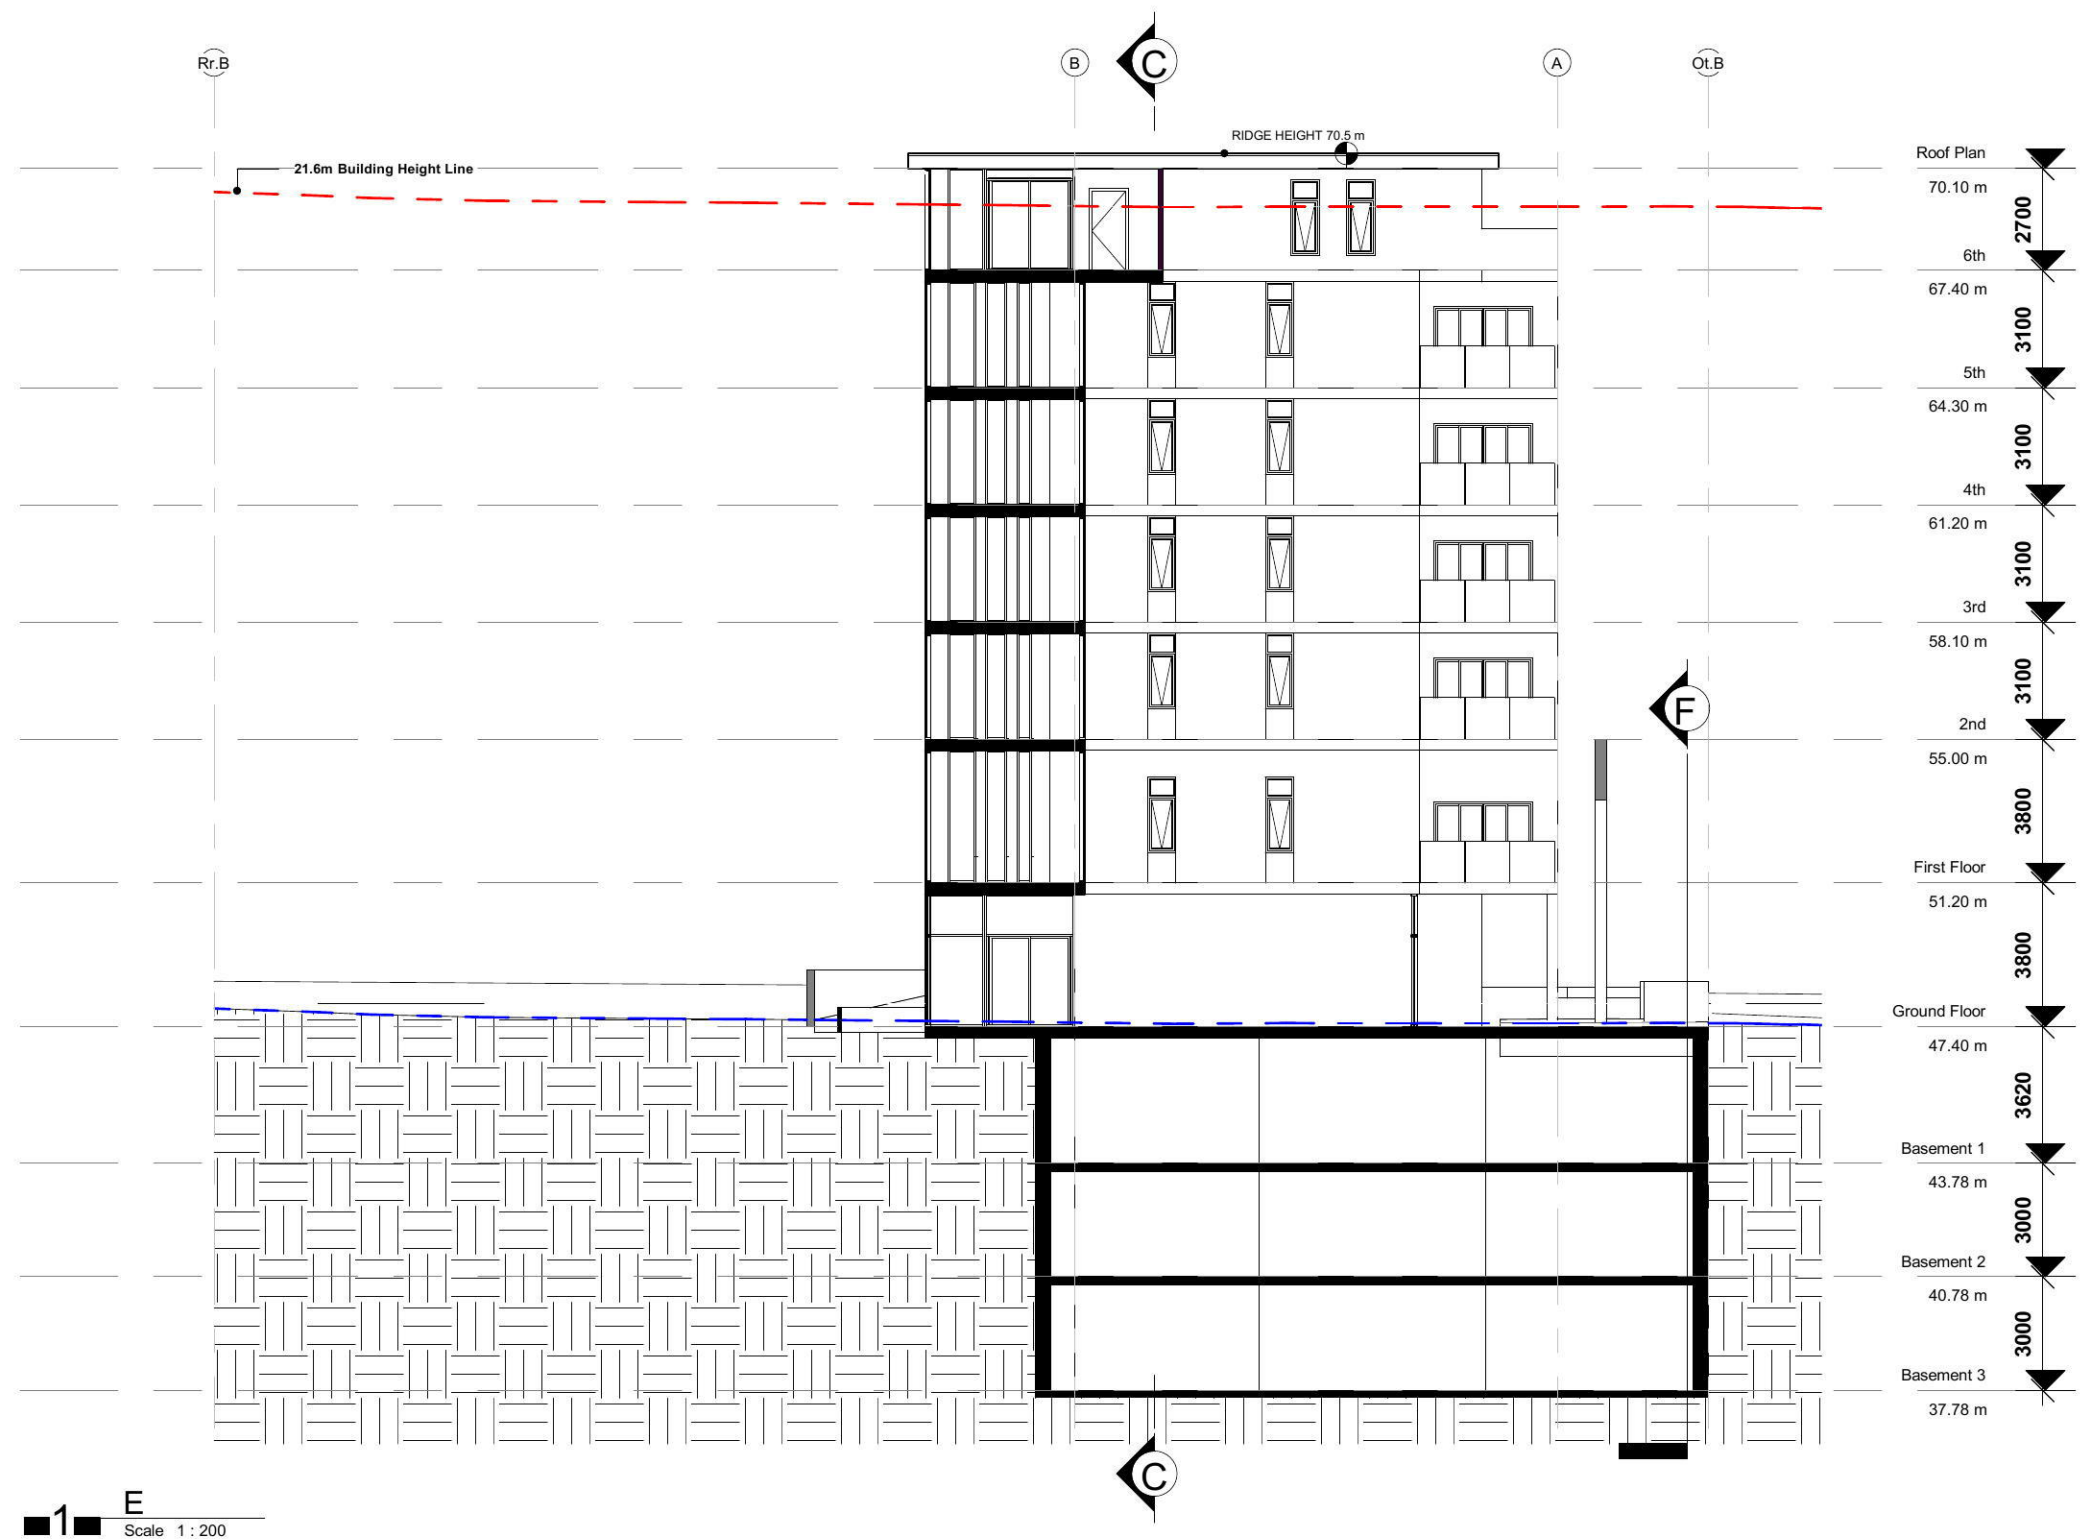 Rr.B
B
C
A
Ot.B
RIDGE HEIGHT 70.5 m
21.6m Building Height Line
Roof Plan
70.10 m
2700
6th
67.40 m
3100
5th
64.30 m
3100
4th
61.20 m
3100
3rd
58.10 m
3100
F
2nd
55.00 m
3800
First Floor
51.20 m
3800
Ground Floor
47.40 m
3620
Basement 1
43.78 m
3000
Basement 2
40.78 m
3000
Basement 3
37.78 m
C
1
E
Scale 1 : 200